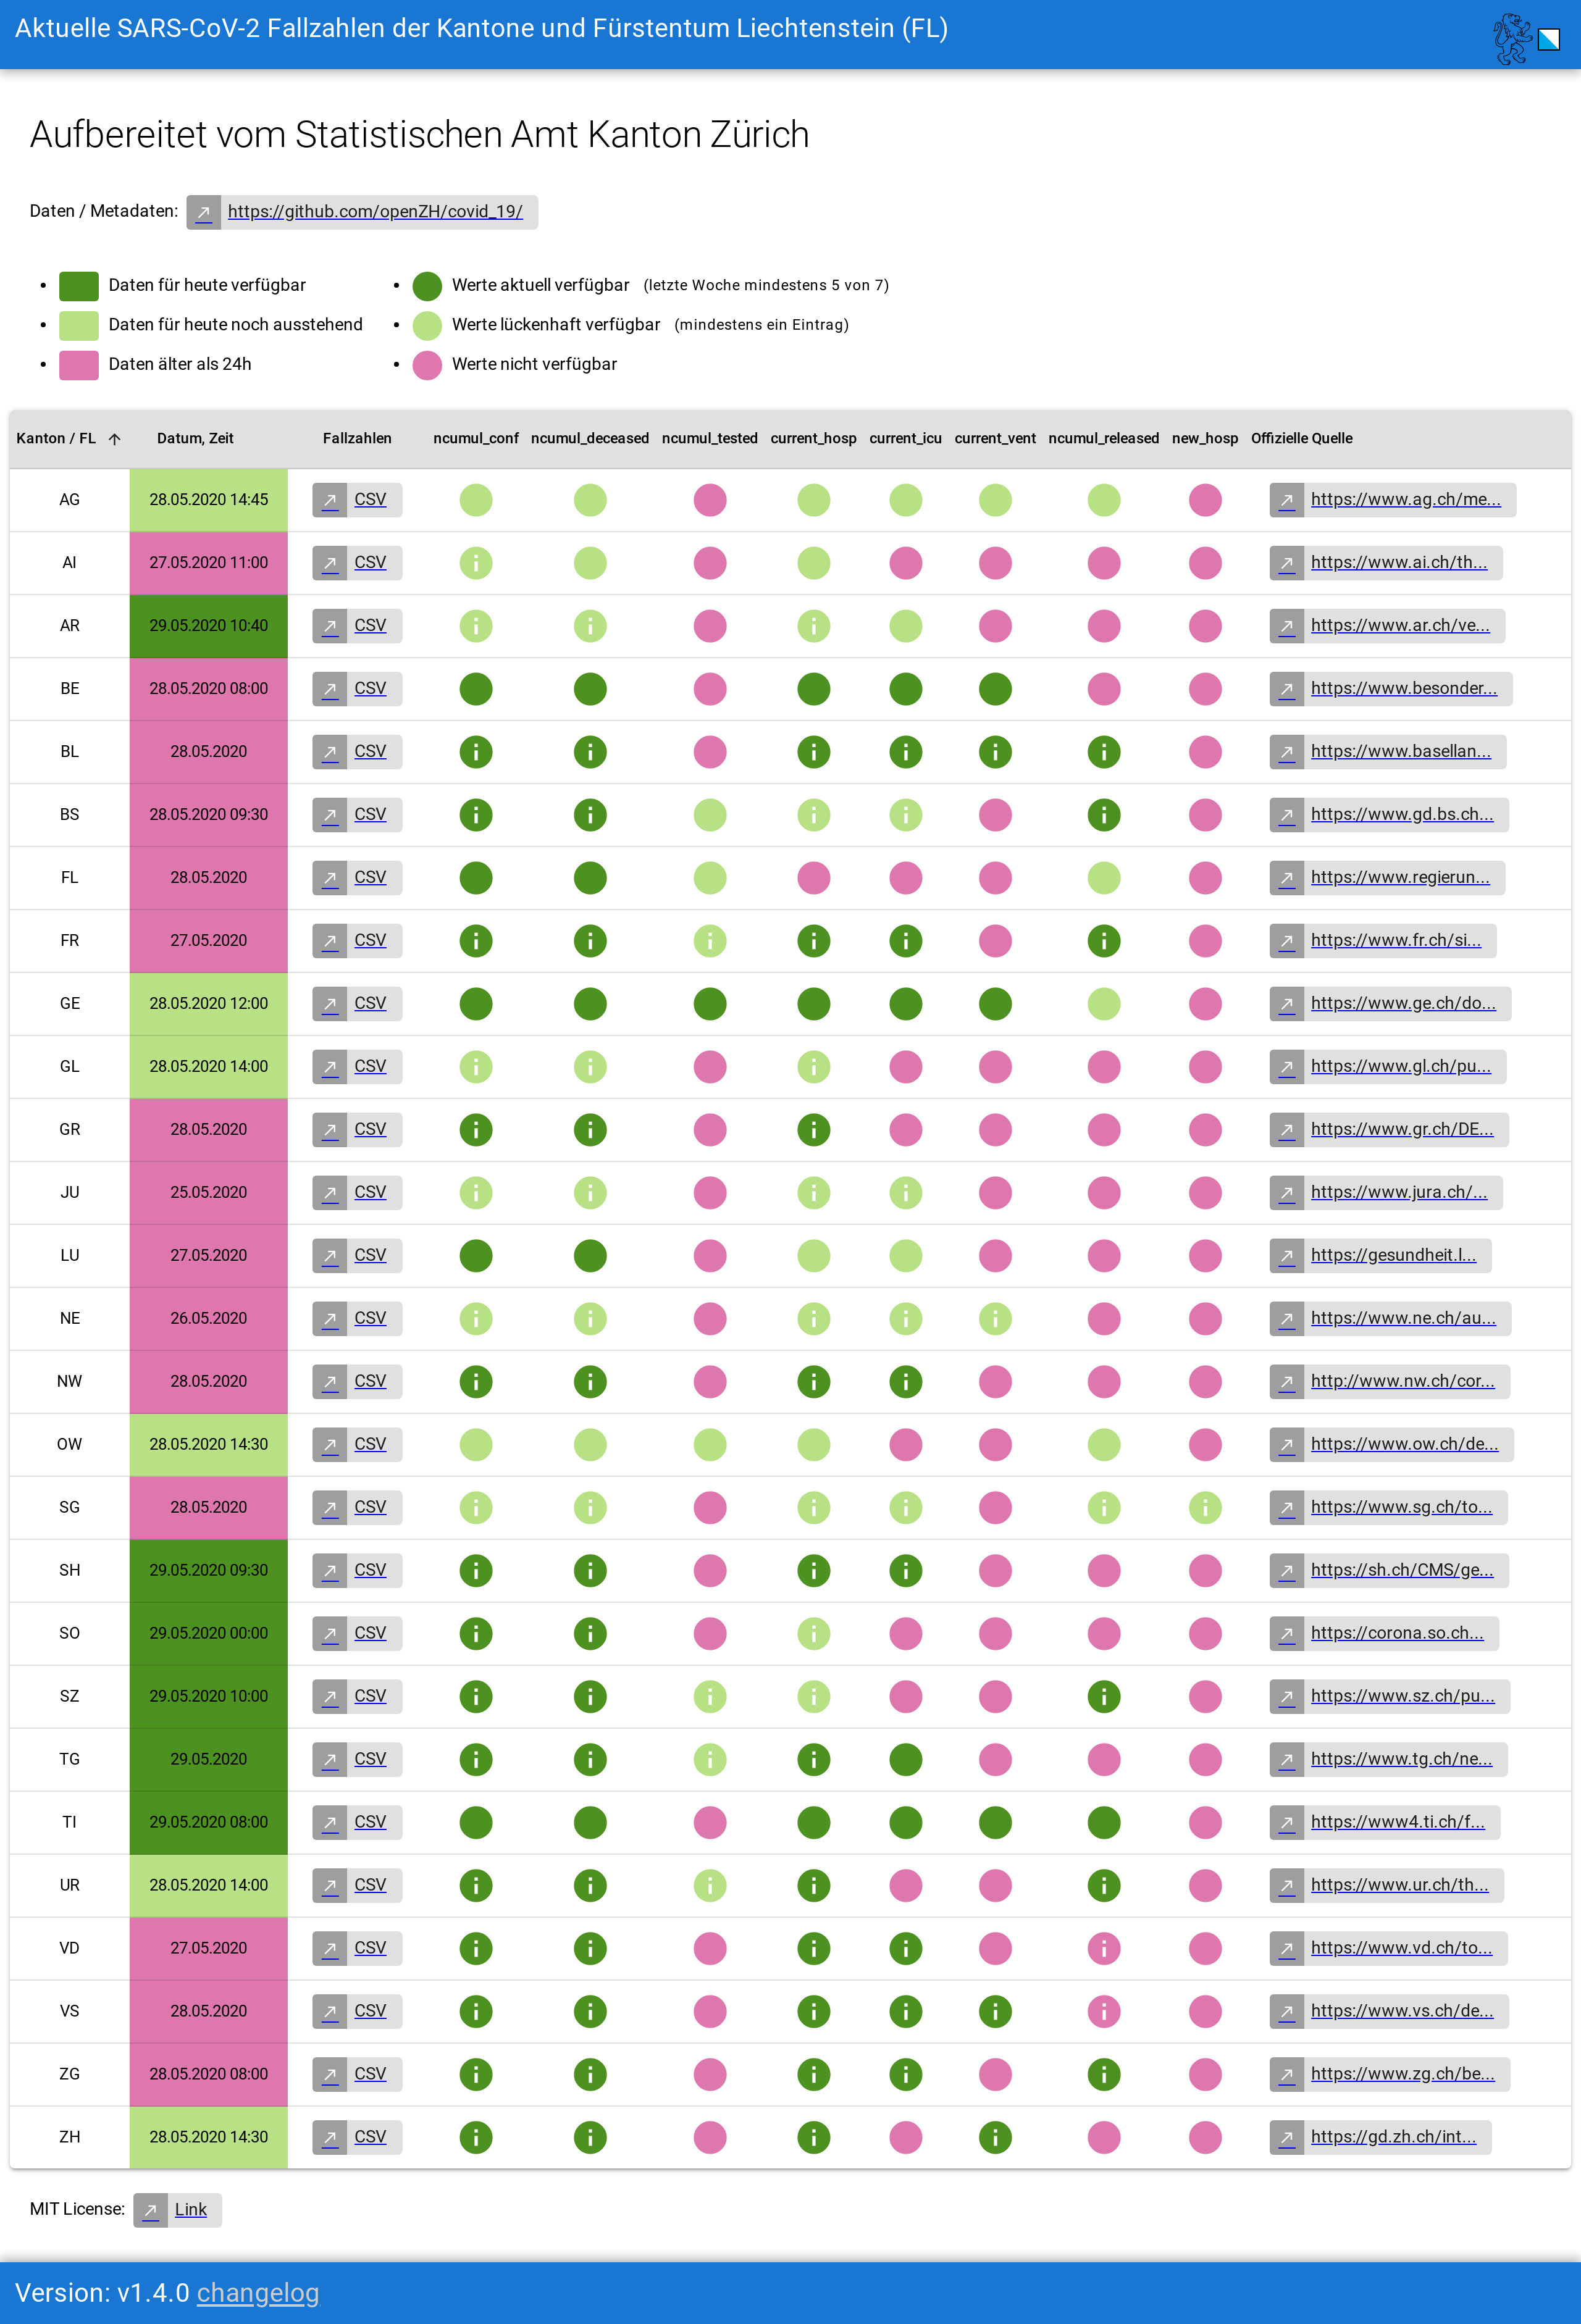 Aktuelle SARS-CoV-2 Fallzahlen der Kantone und Fürstentum Liechtenstein (FL)
Aufbereitet vom Statistischen Amt Kanton Zürich
Daten / Metadaten: https://github.com/openZH/covid_19/
Daten für heute verfügbar
Daten für heute noch ausstehend
Daten älter als 24h
Werte aktuell verfügbar (letzte Woche mindestens 5 von 7)
Werte lückenhaft verfügbar (mindestens ein Eintrag)
Werte nicht verfügbar
Kanton / FL Datum, Zeit Fallzahlen ncumul_conf ncumul_deceased ncumul_tested current_hosp current_icu current_vent ncumul_released new_hosp Offizielle Quelle
AG 28.05.2020 14:45 CSV https://www.ag.ch/me...
AI 27.05.2020 11:00 CSV https://www.ai.ch/th...
AR 29.05.2020 10:40 CSV https://www.ar.ch/ve...
BE 28.05.2020 08:00 CSV https://www.besonder...
BL 28.05.2020 CSV https://www.basellan...
BS 28.05.2020 09:30 CSV https://www.gd.bs.ch...
FL 28.05.2020 CSV https://www.regierun...
FR 27.05.2020 CSV https://www.fr.ch/si...
GE 28.05.2020 12:00 CSV https://www.ge.ch/do...
GL 28.05.2020 14:00 CSV https://www.gl.ch/pu...
GR 28.05.2020 CSV https://www.gr.ch/DE...
JU 25.05.2020 CSV https://www.jura.ch/...
LU 27.05.2020 CSV https://gesundheit.l...
NE 26.05.2020 CSV https://www.ne.ch/au...
NW 28.05.2020 CSV http://www.nw.ch/cor...
OW 28.05.2020 14:30 CSV https://www.ow.ch/de...
SG 28.05.2020 CSV https://www.sg.ch/to...
SH 29.05.2020 09:30 CSV https://sh.ch/CMS/ge...
SO 29.05.2020 00:00 CSV https://corona.so.ch...
SZ 29.05.2020 10:00 CSV https://www.sz.ch/pu...
TG 29.05.2020 CSV https://www.tg.ch/ne...
TI 29.05.2020 08:00 CSV https://www4.ti.ch/f...
UR 28.05.2020 14:00 CSV https://www.ur.ch/th...
VD 27.05.2020 CSV https://www.vd.ch/to...
VS 28.05.2020 CSV https://www.vs.ch/de...
ZG 28.05.2020 08:00 CSV https://www.zg.ch/be...
ZH 28.05.2020 14:30 CSV https://gd.zh.ch/int...
MIT License: Link
Version: v1.4.0 changelog